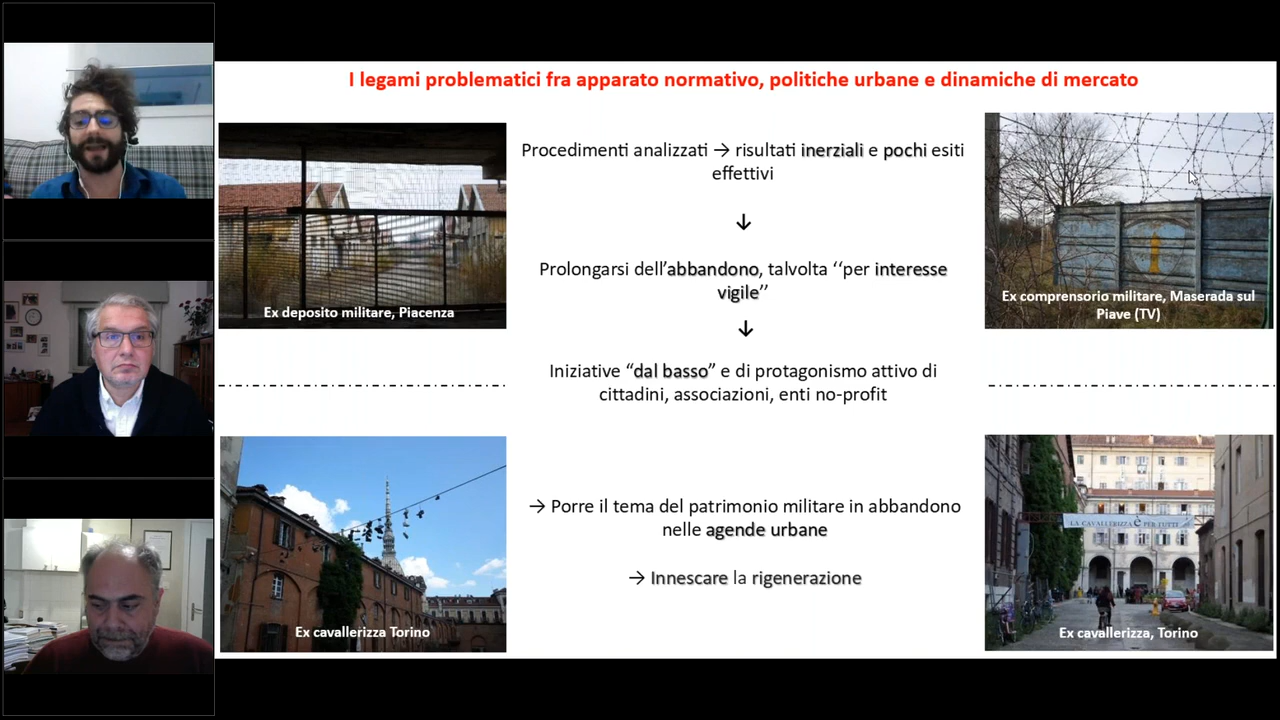 I legami problematici fra apparato normativo, politiche urbane e dinamiche di mercato
Procedimenti analizzati → risultati inerziali e pochi esiti
effettivi
↓
Prolongarsi dell’abbandono, talvolta ‘‘per interesse
vigile’’
↓
Iniziative “dal basso” e di protagonismo attivo di
cittadini, associazioni, enti no-profit
→ Porre il tema del patrimonio militare in abbandono
nelle agende urbane
→ Innescare la rigenerazione
Ex deposito militare, Piacenza
Ex comprensorio militare, Maserada sul
Piave (TV)
Ex cavallerizza Torino
LA CAVALLERIZZA È PER TUTTI
Ex cavallerizza, Torino